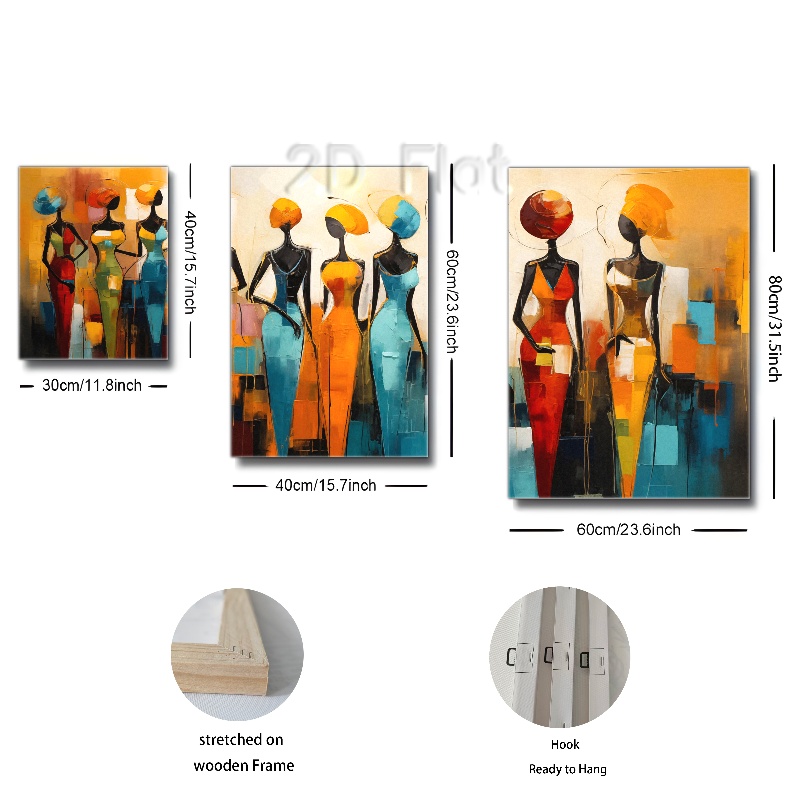 2D Flat
40cm/15.7inch
30cm/11.8inch
60cm/23.6inch
40cm/15.7inch
80cm/31.5inch
60cm/23.6inch
stretched on
wooden Frame
Hook
Ready to Hang